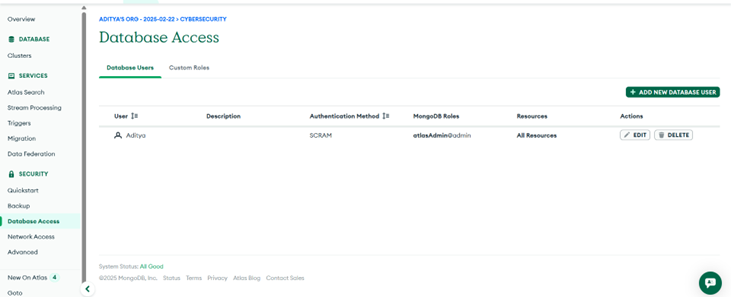 ADITYA'S ORG - 2025-02-22 > CYBERSECURITY
Database Access
Database Users Custom Roles
+ ADD NEW DATABASE USER
User Description Authentication Method MongoDB Roles Resources Actions
Aditya SCRAM atlasAdmin@admin All Resources EDIT DELETE
System Status: All Good
©2025 MongoDB, Inc. Status Terms Privacy Atlas Blog Contact Sales
Overview
DATABASE
Clusters
SERVICES
Atlas Search
Stream Processing
Triggers
Migration
Data Federation
SECURITY
Quickstart
Backup
Database Access
Network Access
Advanced
New On Atlas 4
Goto